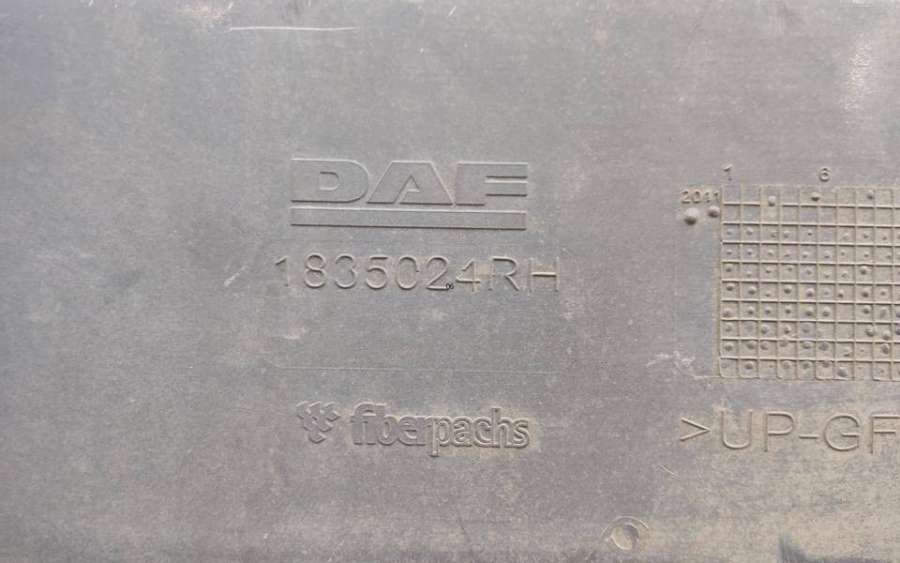 DAF
1835024RH
fiberpachs
1 6
2011
>UP-GF